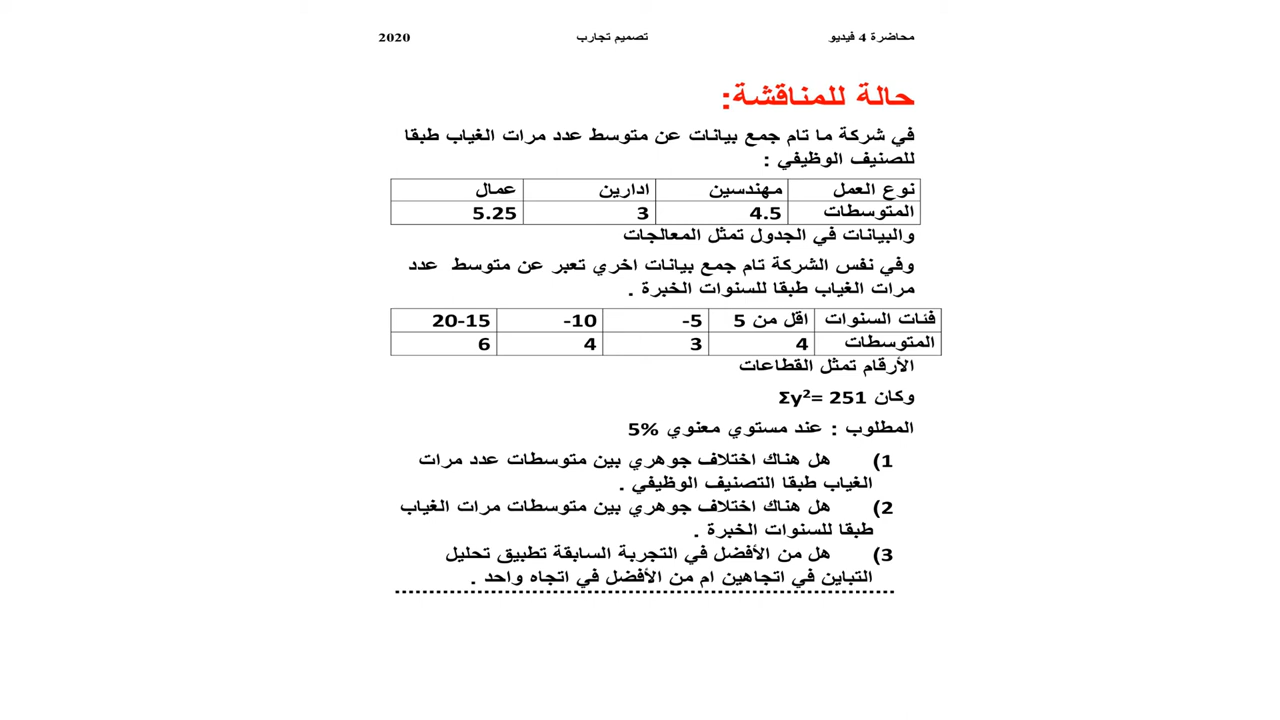 محاضرة 4 فيديو تصميم تجارب 2020
حالة للمناقشة:
في شركة ما تام جمع بيانات عن متوسط عدد مرات الغياب طبقا
للصنيف الوظيفي :
نوع العمل مهندسين ادارين عمال
المتوسطات 4.5 3 5.25
والبيانات في الجدول تمثل المعالجات
وفي نفس الشركة تام جمع بيانات اخري تعبر عن متوسط عدد
مرات الغياب طبقا للسنوات الخبرة .
فئات السنوات اقل من 5 5- 10- 15-20
المتوسطات 4 3 4 6
الأرقام تمثل القطاعات
وكان Σy²= 251
المطلوب : عند مستوي معنوي 5%
1) هل هناك اختلاف جوهري بين متوسطات عدد مرات
الغياب طبقا التصنيف الوظيفي .
2) هل هناك اختلاف جوهري بين متوسطات مرات الغياب
طبقا للسنوات الخبرة .
3) هل من الأفضل في التجربة السابقة تطبيق تحليل
التباين في اتجاهين ام من الأفضل في اتجاه واحد .